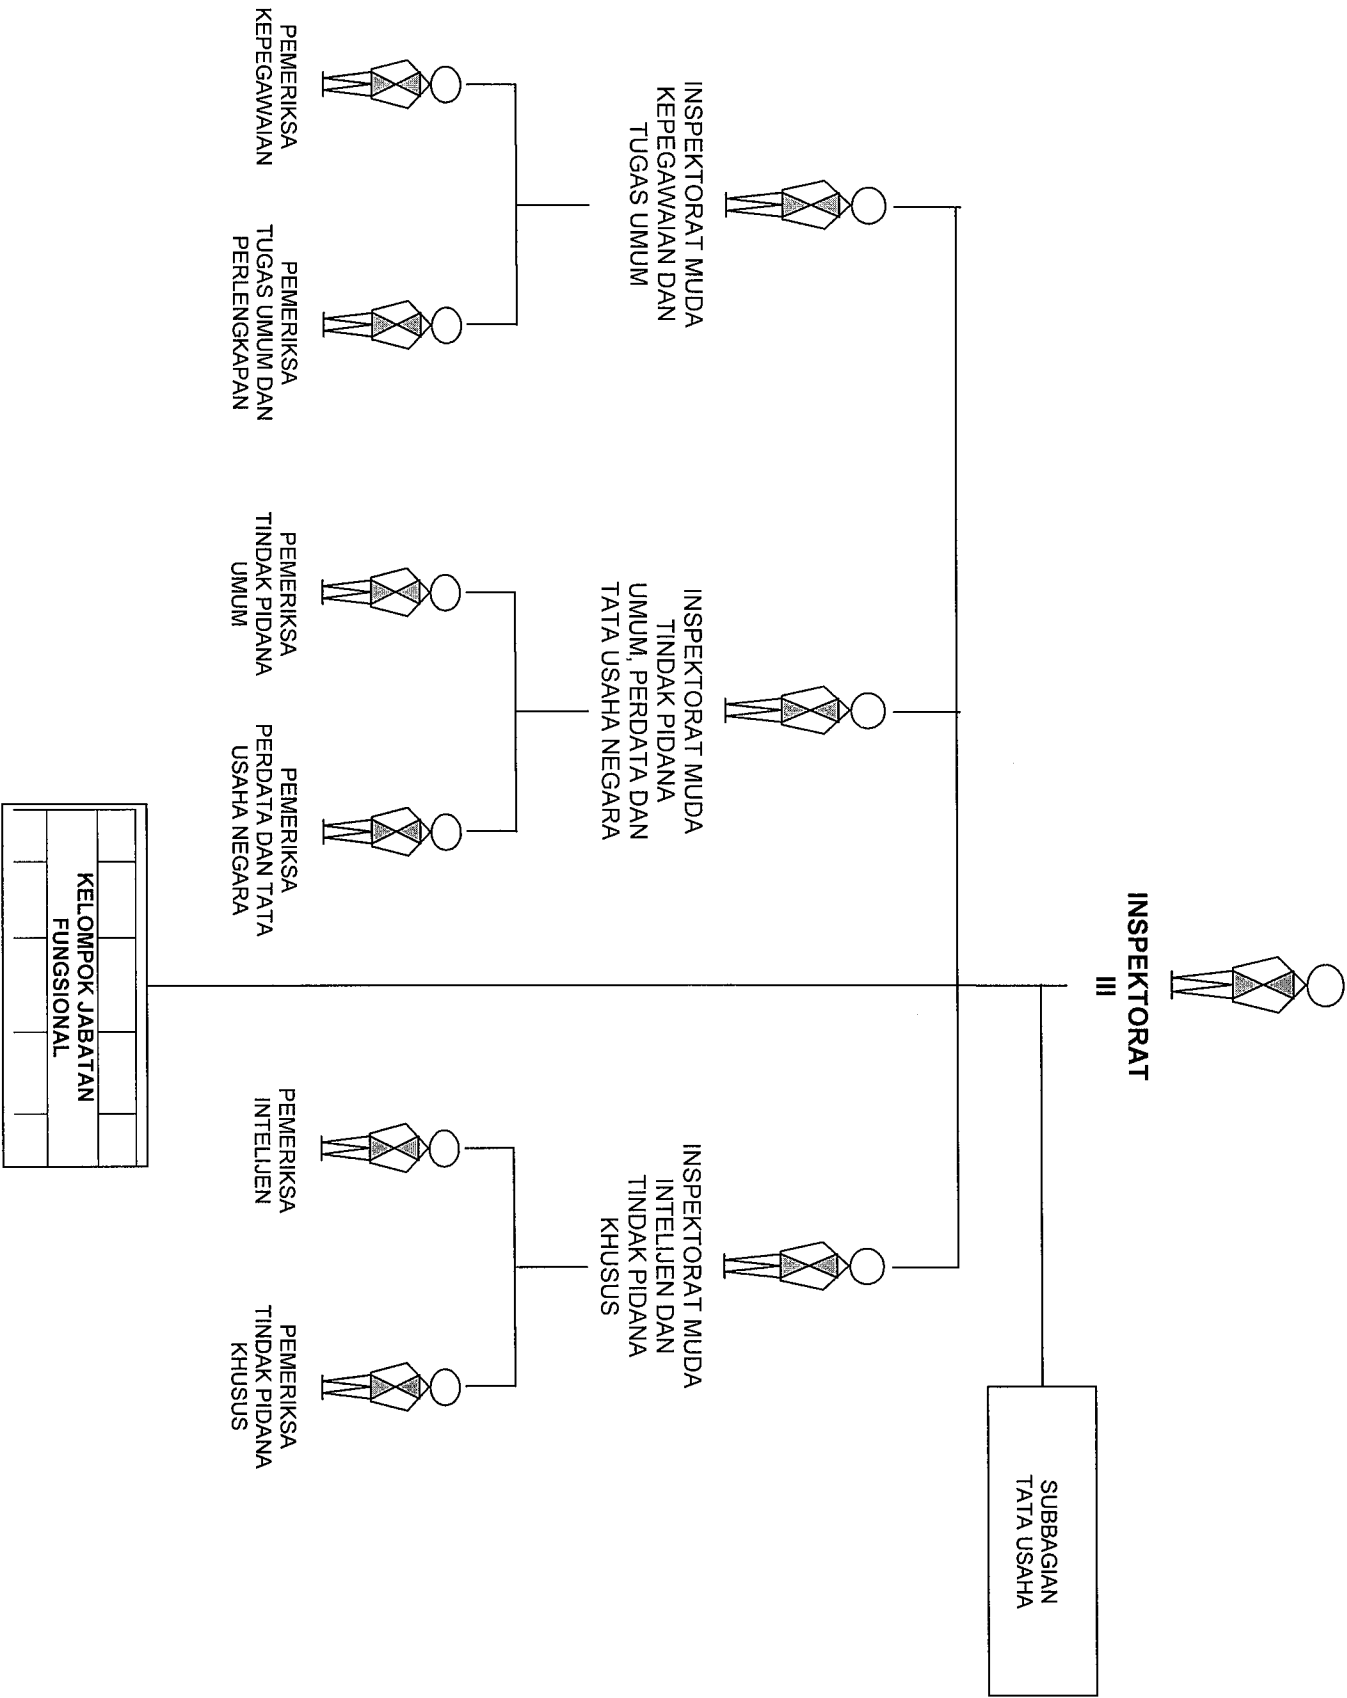 INSPEKTORAT
III
SUBBAGIAN
TATA USAHA
INSPEKTORAT MUDA
KEPEGAWAIAN DAN
TUGAS UMUM
INSPEKTORAT MUDA
TINDAK PIDANA
UMUM, PERDATA DAN
TATA USAHA NEGARA
INSPEKTORAT MUDA
INTELIJEN DAN
TINDAK PIDANA
KHUSUS
PEMERIKSA
KEPEGAWAIAN
PEMERIKSA
TUGAS UMUM DAN
PERLENGKAPAN
PEMERIKSA
TINDAK PIDANA
UMUM
PEMERIKSA
PERDATA DAN TATA
USAHA NEGARA
PEMERIKSA
INTELIJEN
PEMERIKSA
TINDAK PIDANA
KHUSUS
KELOMPOK JABATAN
FUNGSIONAL